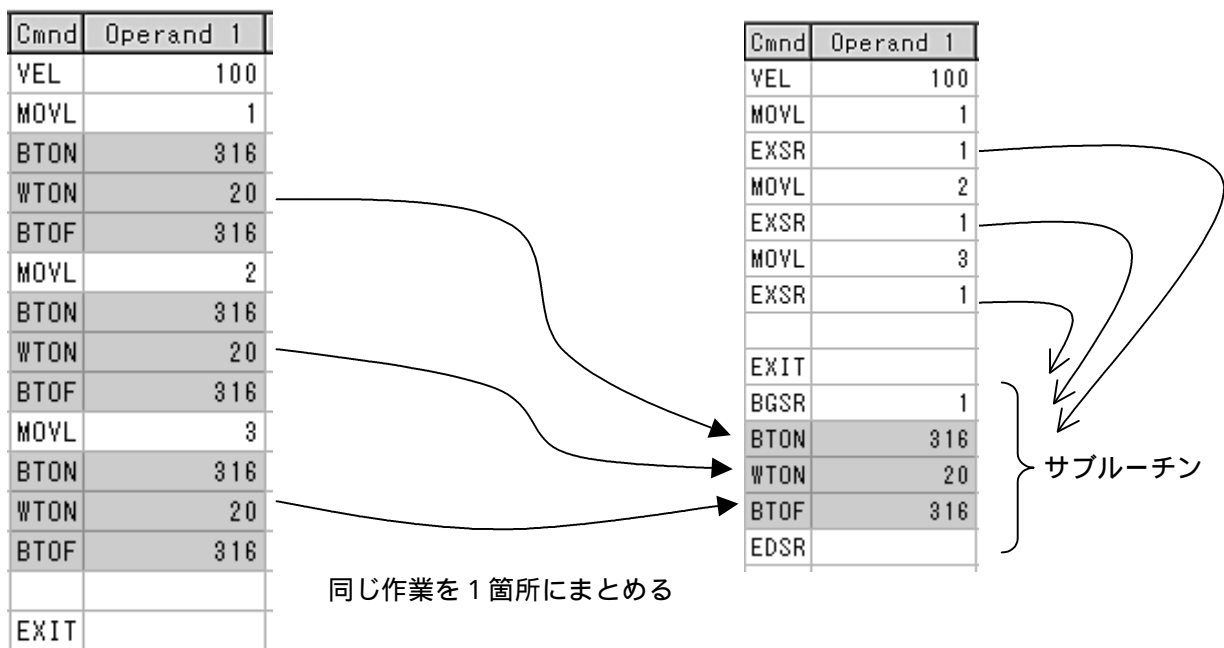 Cmnd Operand 1
VEL 100
MOVL 1
BTON 316
WTON 20
BTOF 316
MOVL 2
BTON 316
WTON 20
BTOF 316
MOVL 3
BTON 316
WTON 20
BTOF 316
EXIT
Cmnd Operand 1
VEL 100
MOVL 1
EXSR 1
MOVL 2
EXSR 1
MOVL 3
EXSR 1
EXIT
BGSR 1
BTON 316
WTON 20
BTOF 316
EDSR
サブルーチン
同じ作業を1箇所にまとめる